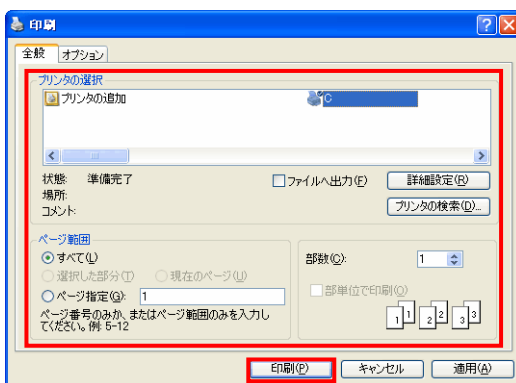 印刷
全般 オプション
プリンタの選択
プリンタの追加
C
状態: 準備完了
場所:
コメント:
ファイルへ出力(F)
詳細設定(R)
プリンタの検索(D)...
ページ範囲
すべて(L)
選択した部分(T) 現在のページ(U)
ページ指定(G): 1
ページ番号のみか、またはページ範囲のみを入力し
てください。例: 5-12
部数(C): 1
部単位で印刷(O)
1 1 2 2 3 3
印刷(P) キャンセル 適用(A)